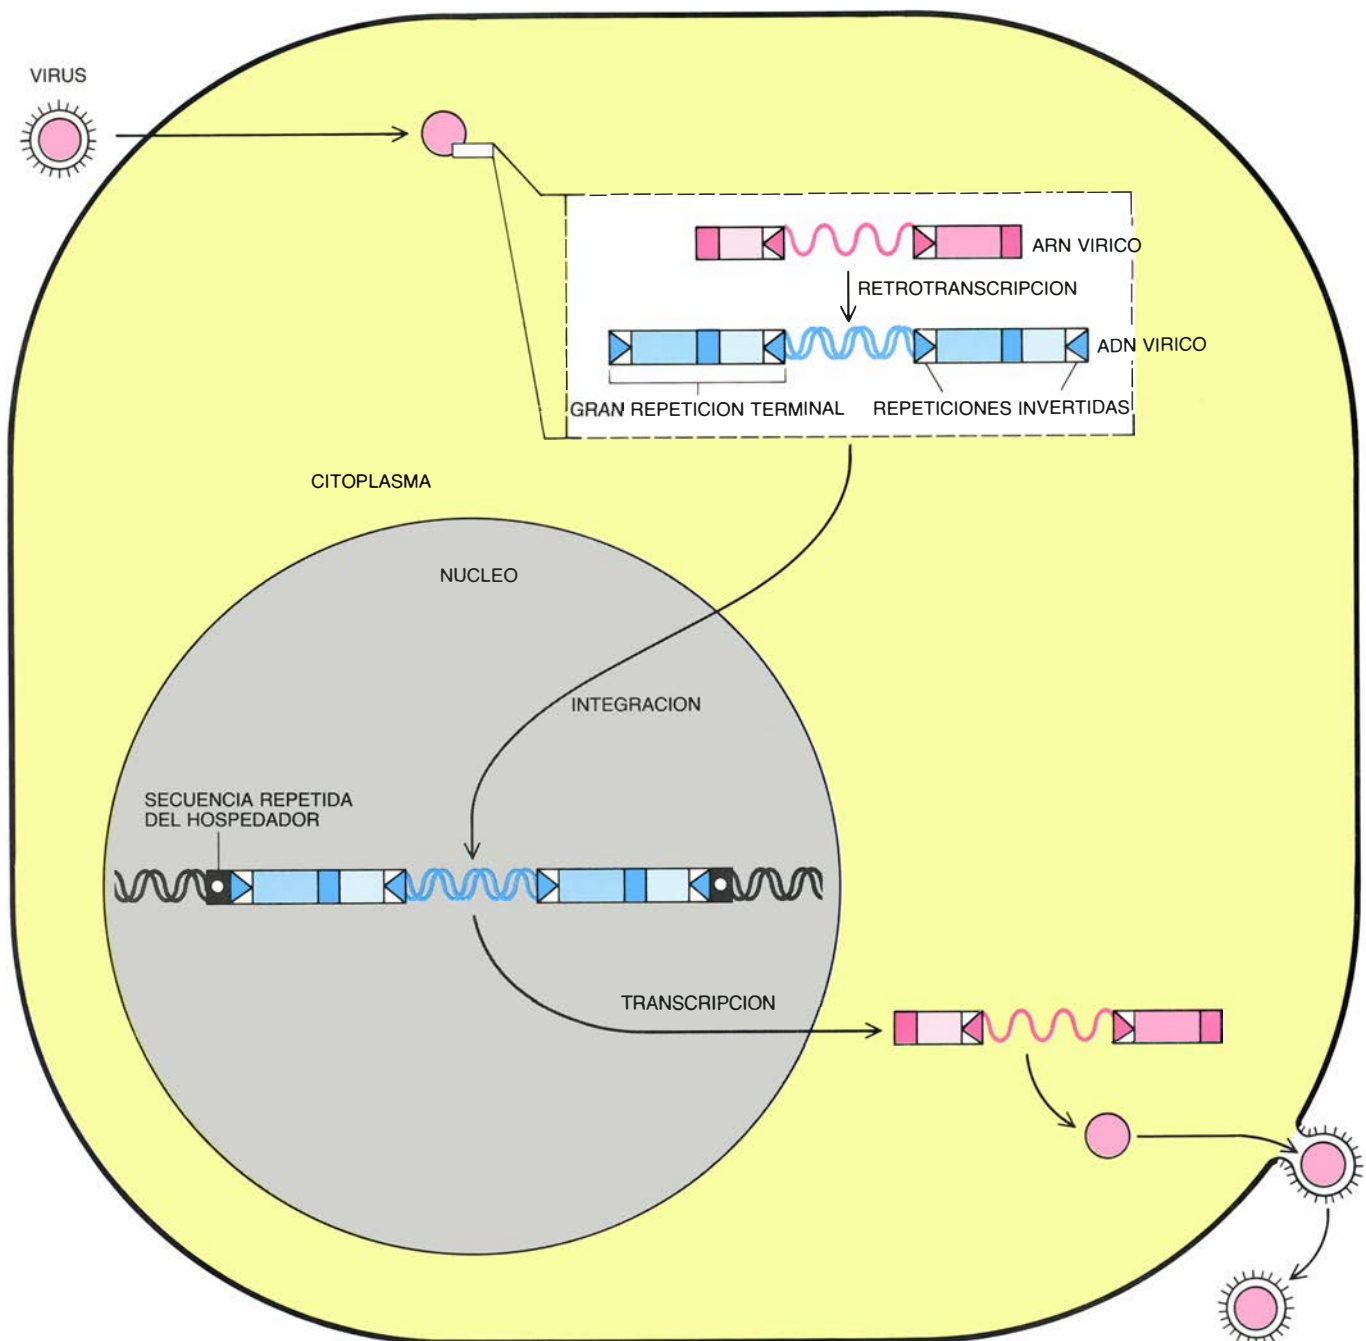 VIRUS
ARN VIRICO
RETROTRANSCRIPCION
ADN VIRICO
GRAN REPETICION TERMINAL
REPETICIONES INVERTIDAS
CITOPLASMA
NUCLEO
INTEGRACION
SECUENCIA REPETIDA
DEL HOSPEDADOR
TRANSCRIPCION